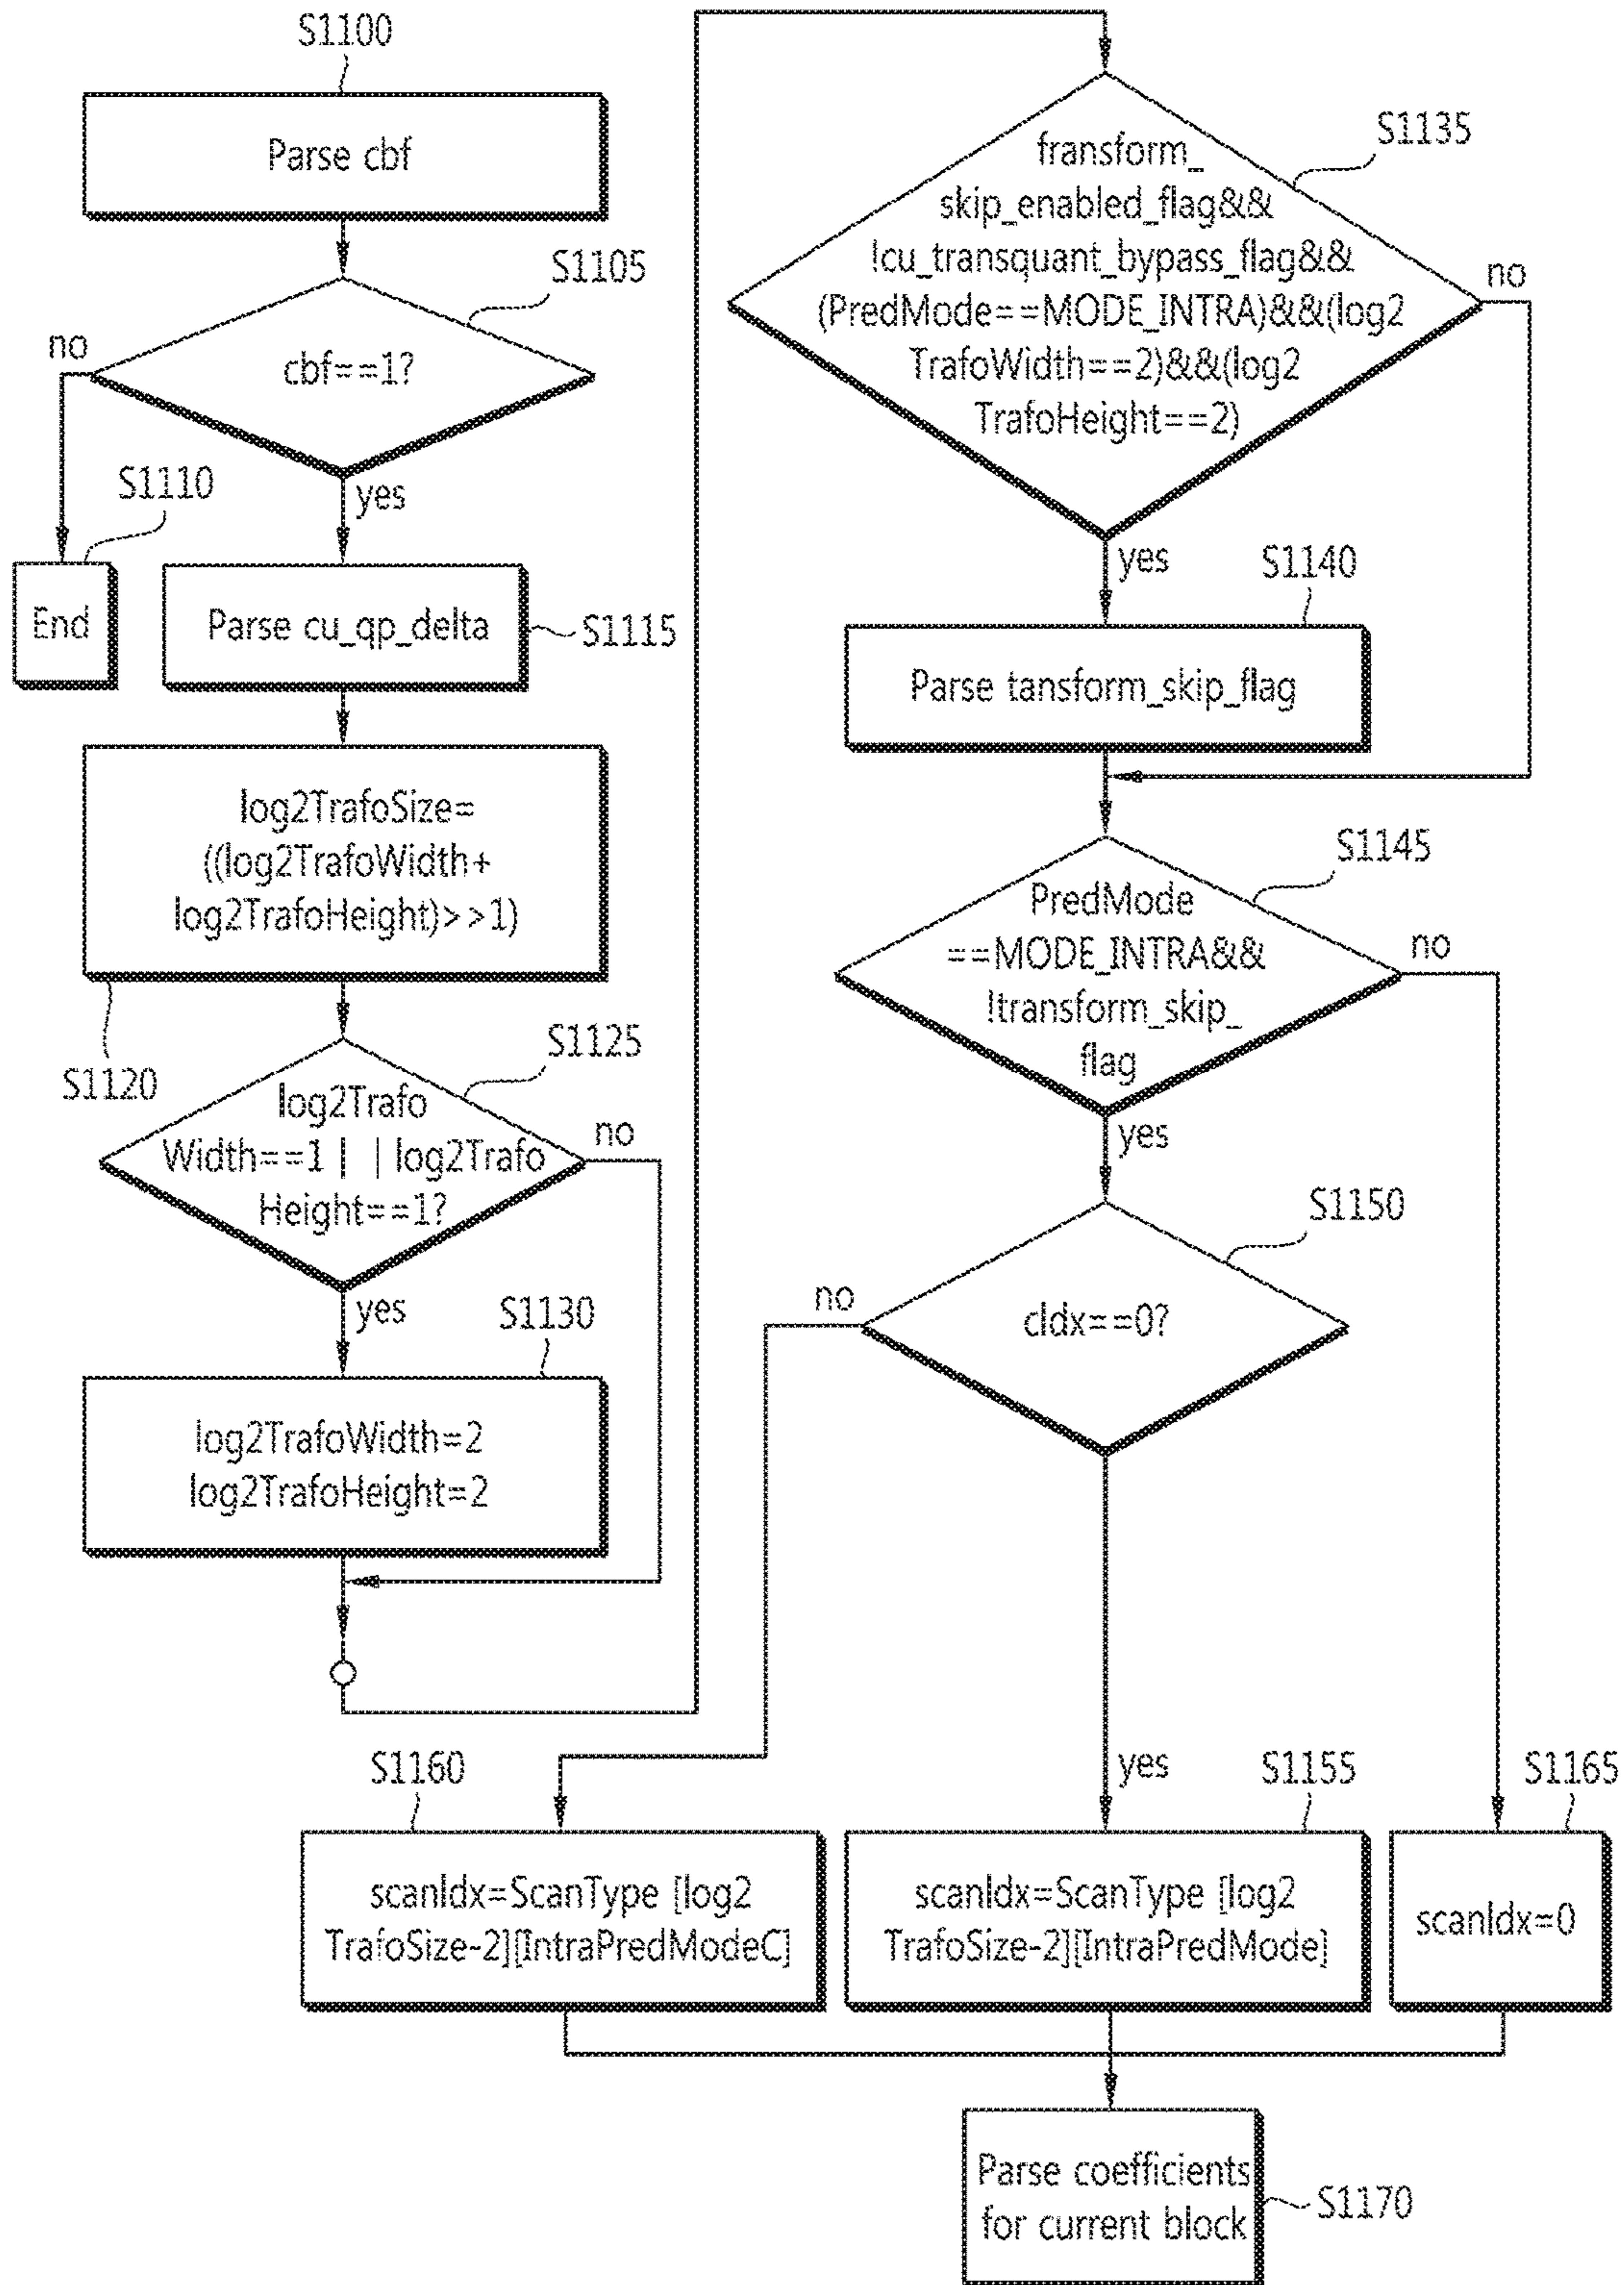 S1100
Parse cbf
S1105
no
cbf==1?
S1110
yes
End
Parse cu_qp_delta
S1115
log2TrafoSize=
((log2TrafoWidth+
log2TrafoHeight)>>1)
S1120
S1125
log2Trafo
Width==1 | | log2Trafo
Height==1?
no
yes
S1130
log2TrafoWidth=2
log2TrafoHeight=2
S1135
fransform_
skip_enabled_flag&&
!cu_transquant_bypass_flag&&
(PredMode==MODE_INTRA)&&(log2
TrafoWidth==2)&&(log2
TrafoHeight==2)
no
yes
S1140
Parse tansform_skip_flag
S1145
PredMode
==MODE_INTRA&&
!transform_skip_
flag
no
yes
S1150
no
cIdx==0?
S1160
yes
S1155
S1165
scanIdx=ScanType [log2
TrafoSize-2][IntraPredModeC]
scanIdx=ScanType [log2
TrafoSize-2][IntraPredMode]
scanIdx=0
Parse coefficients
for current block
S1170